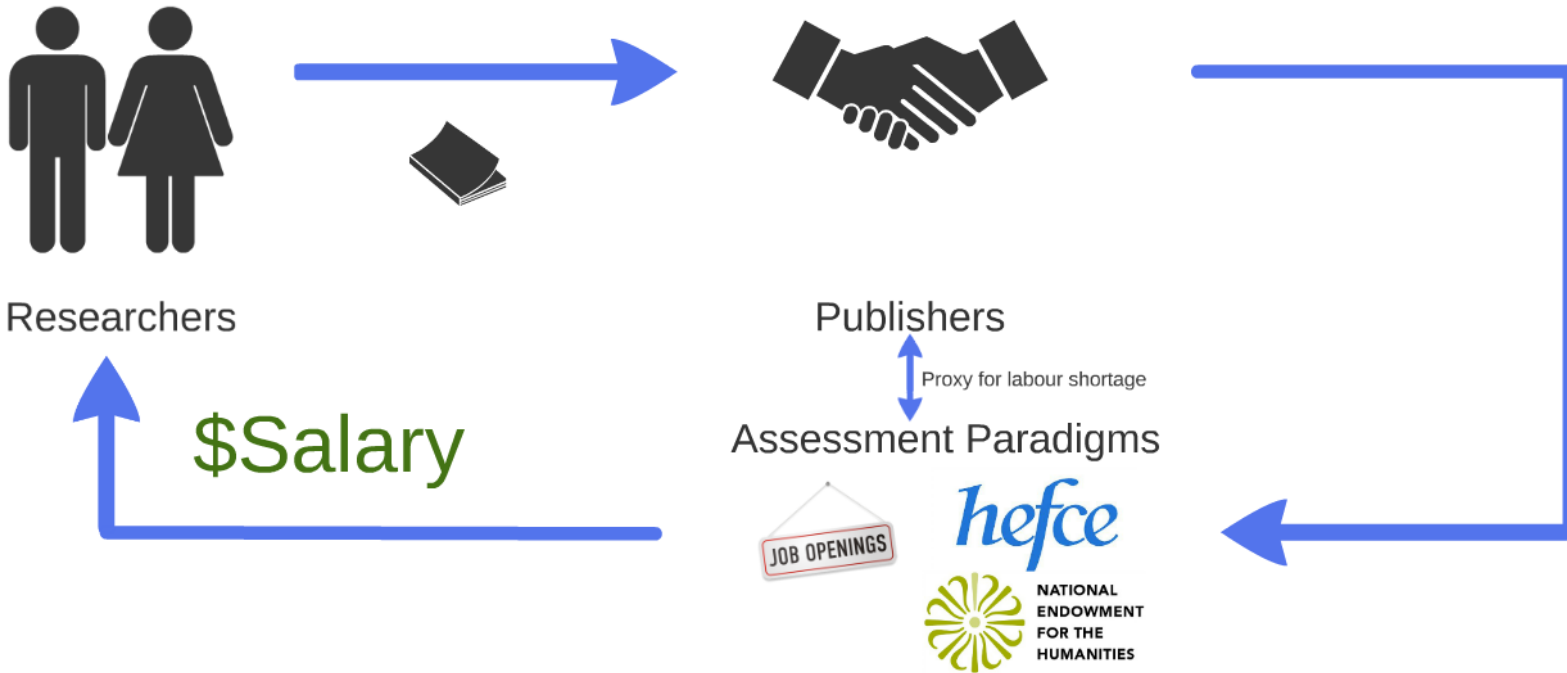 Researchers
Publishers
Proxy for labour shortage
$Salary
Assessment Paradigms
JOB OPENINGS
hefce
NATIONAL
ENDOWMENT
FOR THE
HUMANITIES